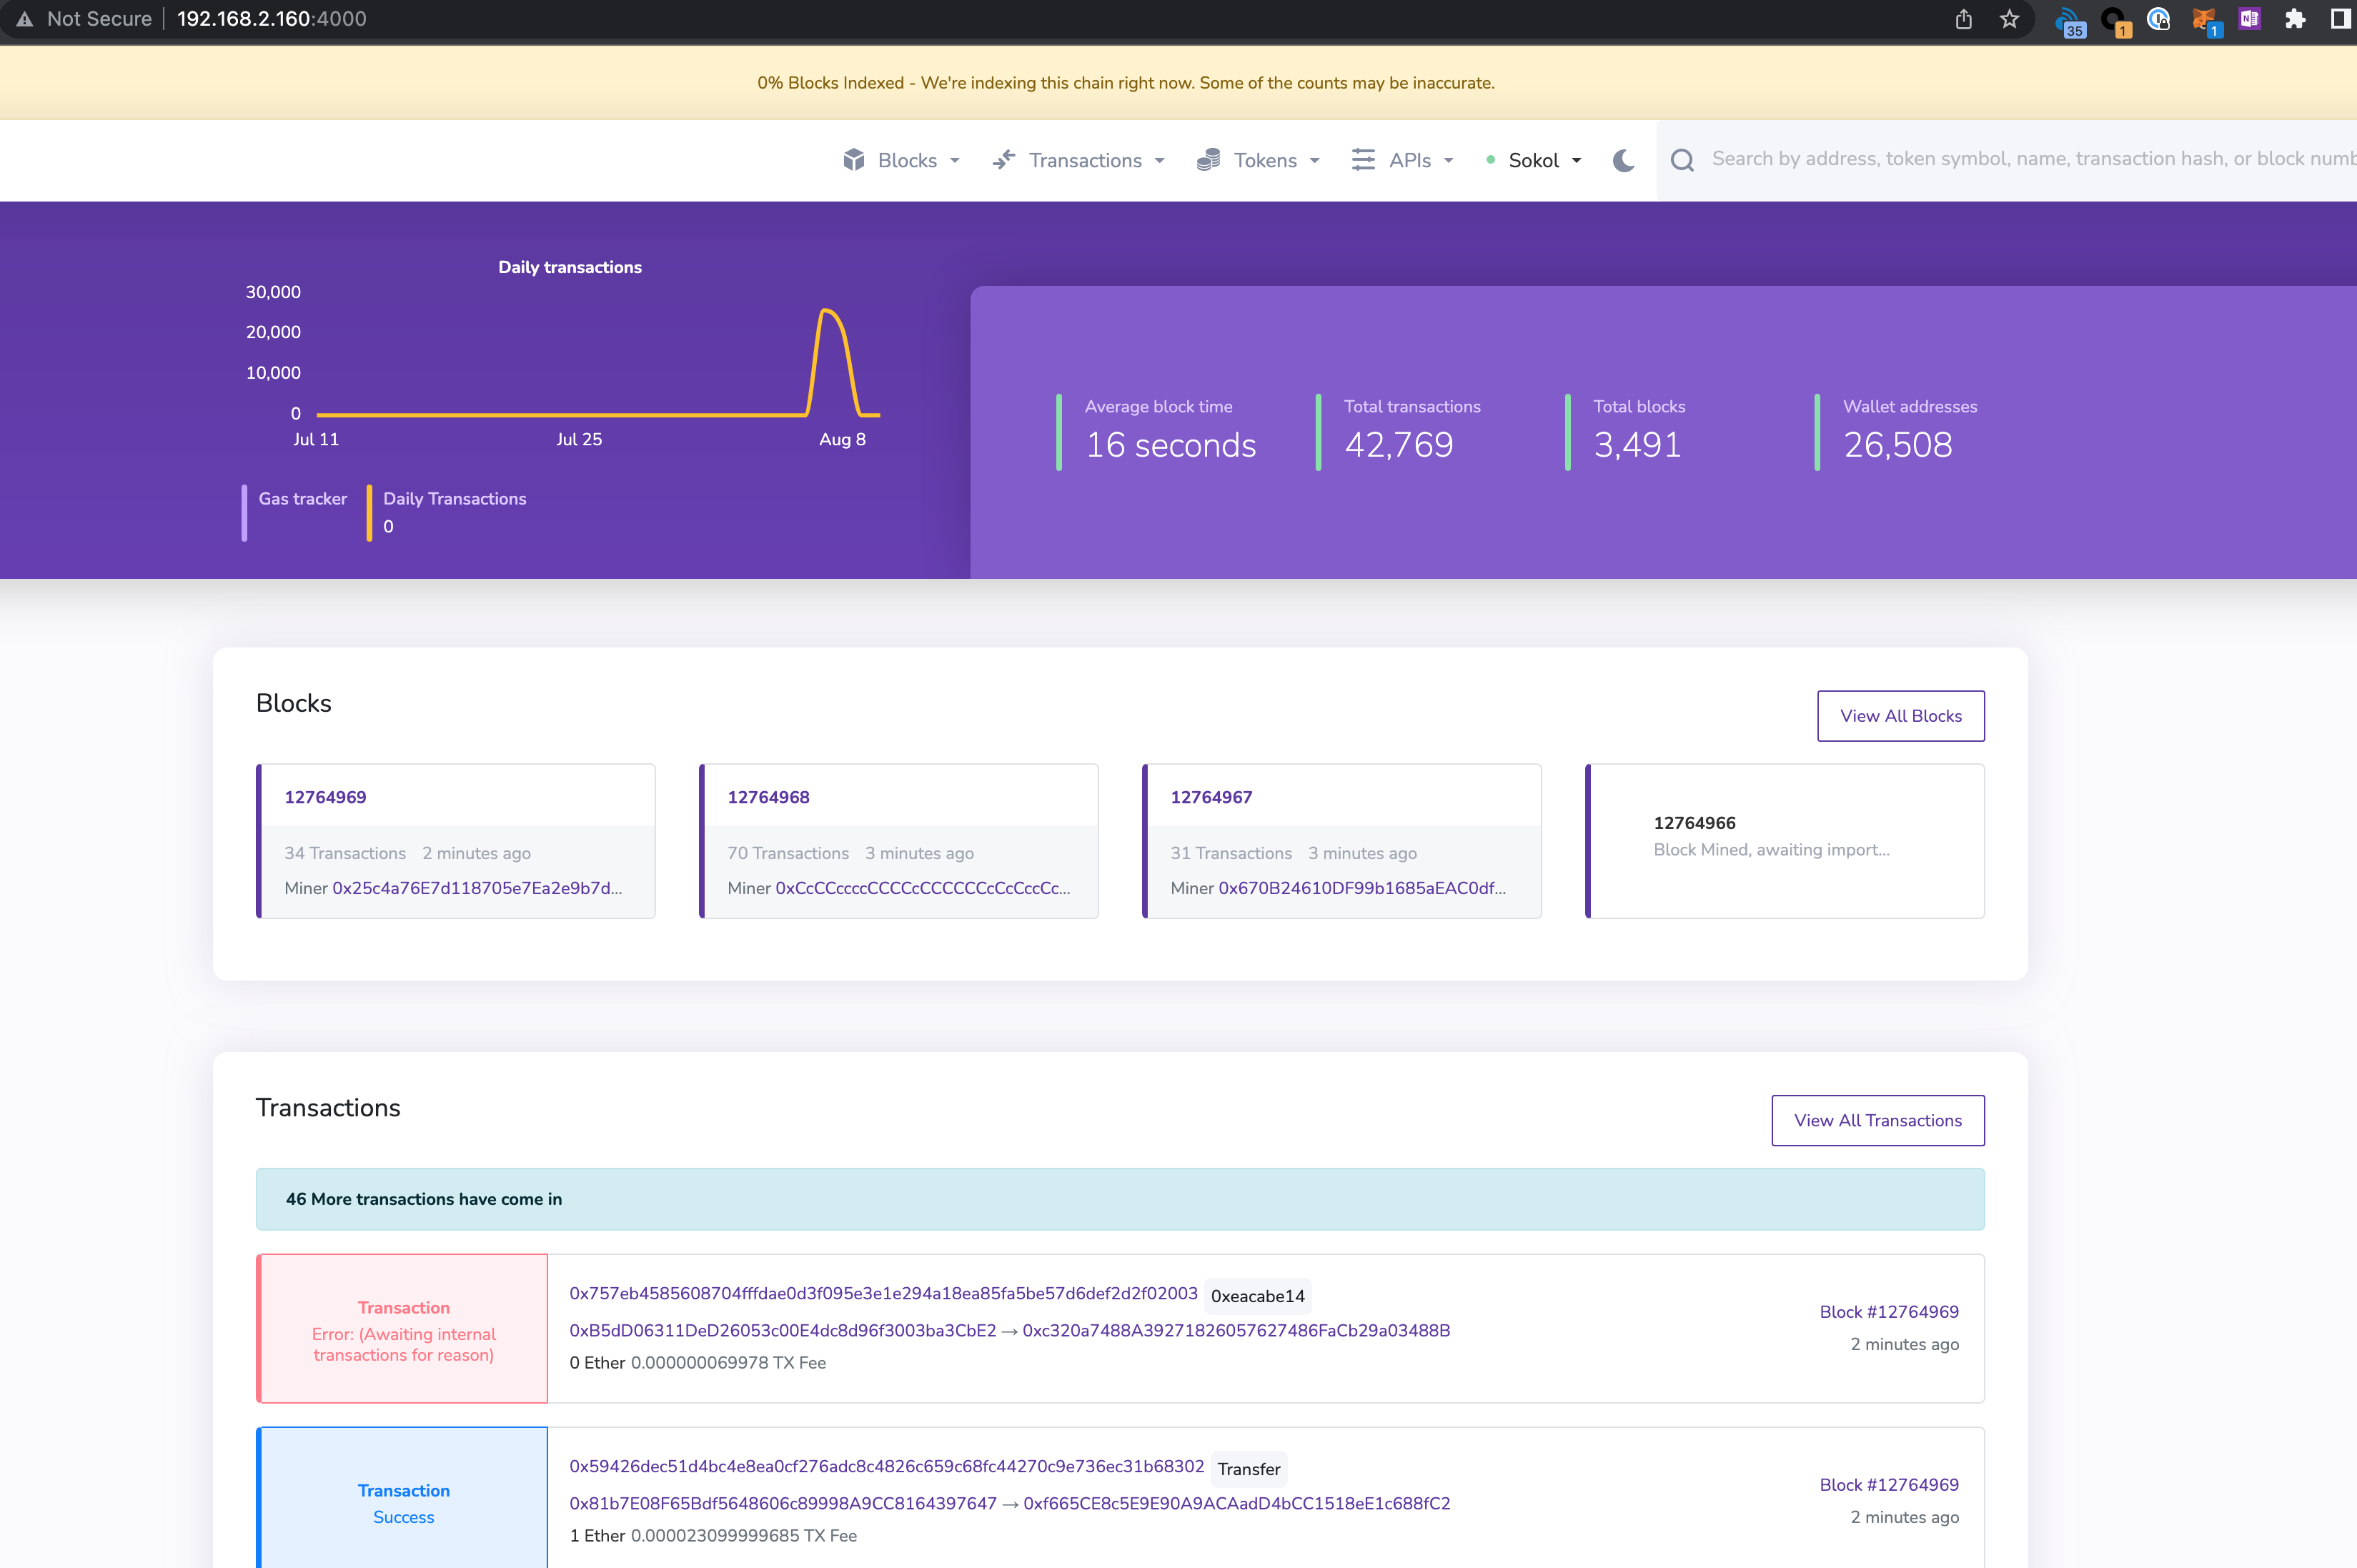 Not Secure 192.168.2.160:4000
35 1 1 N
0% Blocks Indexed - We're indexing this chain right now. Some of the counts may be inaccurate.
Blocks Transactions Tokens APIs Sokol Search by address, token symbol, name, transaction hash, or block numb
Daily transactions
30,000
20,000
10,000
0
Jul 11 Jul 25 Aug 8
Gas tracker
Daily Transactions
0
Average block time
16 seconds
Total transactions
42,769
Total blocks
3,491
Wallet addresses
26,508
Blocks
View All Blocks
12764969
34 Transactions 2 minutes ago
Miner 0x25c4a76E7d118705e7Ea2e9b7d...
12764968
70 Transactions 3 minutes ago
Miner 0xCcCCccccCCCCcCCCCCCcCcCccCc...
12764967
31 Transactions 3 minutes ago
Miner 0x670B24610DF99b1685aEAC0df...
12764966
Block Mined, awaiting import...
Transactions
View All Transactions
46 More transactions have come in
Transaction
Error: (Awaiting internal
transactions for reason)
0x757eb4585608704fffdae0d3f095e3e1e294a18ea85fa5be57d6def2d2f02003 0xeacabe14
0xB5dD06311DeD26053c00E4dc8d96f3003ba3CbE2 → 0xc320a7488A39271826057627486FaCb29a03488B
0 Ether 0.000000069978 TX Fee
Block #12764969
2 minutes ago
Transaction
Success
0x59426dec51d4bc4e8ea0cf276adc8c4826c659c68fc44270c9e736ec31b68302 Transfer
0x81b7E08F65Bdf5648606c89998A9CC8164397647 → 0xf665CE8c5E9E90A9ACAadD4bCC1518eE1c688fC2
1 Ether 0.000023099999685 TX Fee
Block #12764969
2 minutes ago